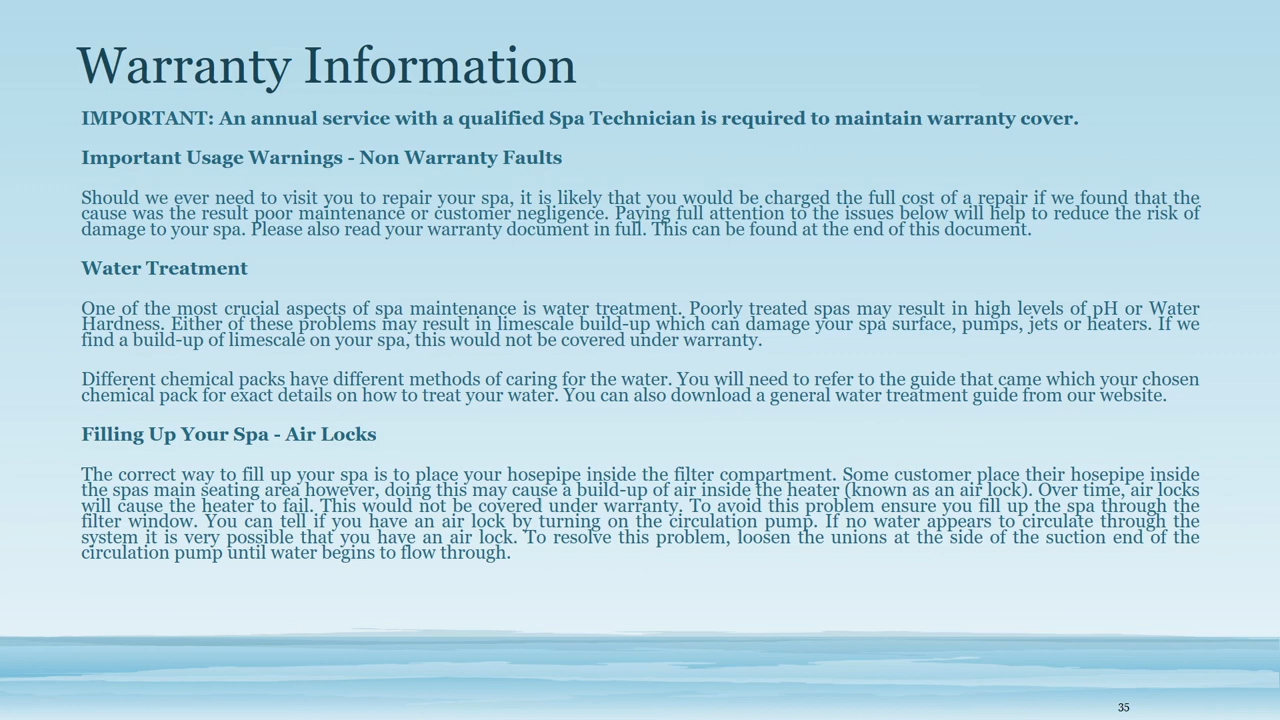 Warranty Information
IMPORTANT: An annual service with a qualified Spa Technician is required to maintain warranty cover.
Important Usage Warnings - Non Warranty Faults
Should we ever need to visit you to repair your spa, it is likely that you would be charged the full cost of a repair if we found that the
cause was the result poor maintenance or customer negligence. Paying full attention to the issues below will help to reduce the risk of
damage to your spa. Please also read your warranty document in full. This can be found at the end of this document.
Water Treatment
One of the most crucial aspects of spa maintenance is water treatment. Poorly treated spas may result in high levels of pH or Water
Hardness. Either of these problems may result in limescale build-up which can damage your spa surface, pumps, jets or heaters. If we
find a build-up of limescale on your spa, this would not be covered under warranty.
Different chemical packs have different methods of caring for the water. You will need to refer to the guide that came which your chosen
chemical pack for exact details on how to treat your water. You can also download a general water treatment guide from our website.
Filling Up Your Spa - Air Locks
The correct way to fill up your spa is to place your hosepipe inside the filter compartment. Some customer place their hosepipe inside
the spas main seating area however, doing this may cause a build-up of air inside the heater (known as an air lock). Over time, air locks
will cause the heater to fail. This would not be covered under warranty. To avoid this problem ensure you fill up the spa through the
filter window. You can tell if you have an air lock by turning on the circulation pump. If no water appears to circulate through the
system it is very possible that you have an air lock. To resolve this problem, loosen the unions at the side of the suction end of the
circulation pump until water begins to flow through.
35